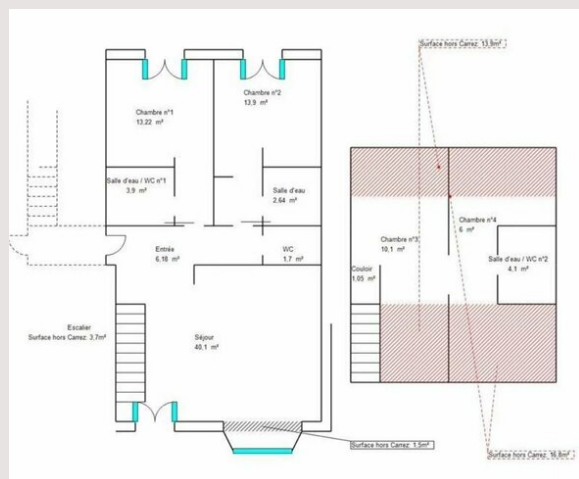 Surface hors Carrez: 13,9m²
Chambre n°1
13.22 m²
Chambre n°2
13.9 m²
Salle d'eau / WC n°1
3.9 m²
Salle d'eau
2,64 m²
Entrée
6,18 m²
WC
1.7 m²
Escalier
Surface hors Carrez: 3,7m²
Séjour
40,1 m²
Surface hors Carrez: 1,5m²
Chambre n°4
6 m²
Chambre n°3
10,1 m²
Salle d'eau / WC n°2
4.1 m²
Couloir
1.05 m²
Surface hors Carrez: 16,8m²